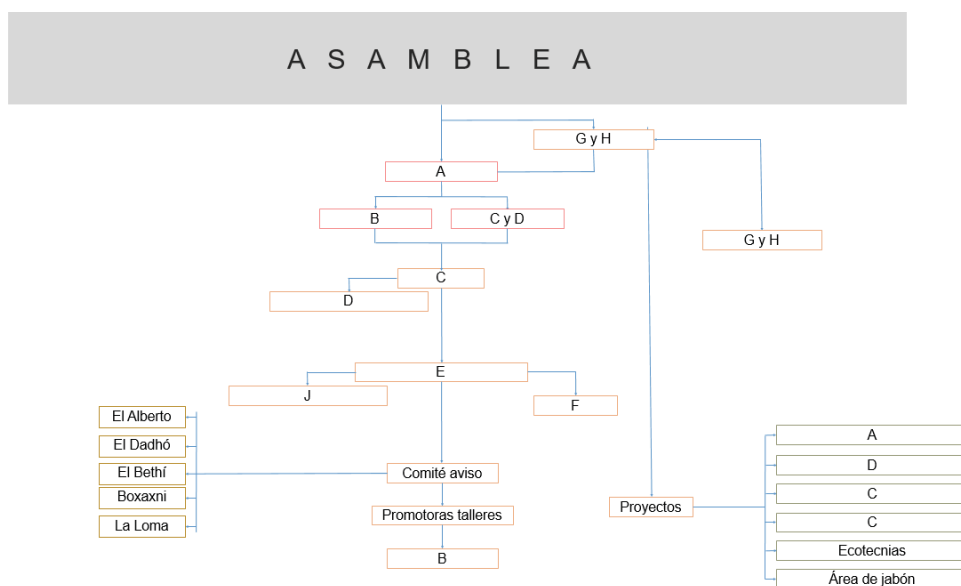 A S A M B L E A
G y H
A
B
C y D
G y H
C
D
E
J
F
El Alberto
El Dadhó
El Bethí
Boxaxni
La Loma
Comité aviso
Promotoras talleres
B
Proyectos
A
D
C
C
Ecotecnias
Área de jabón